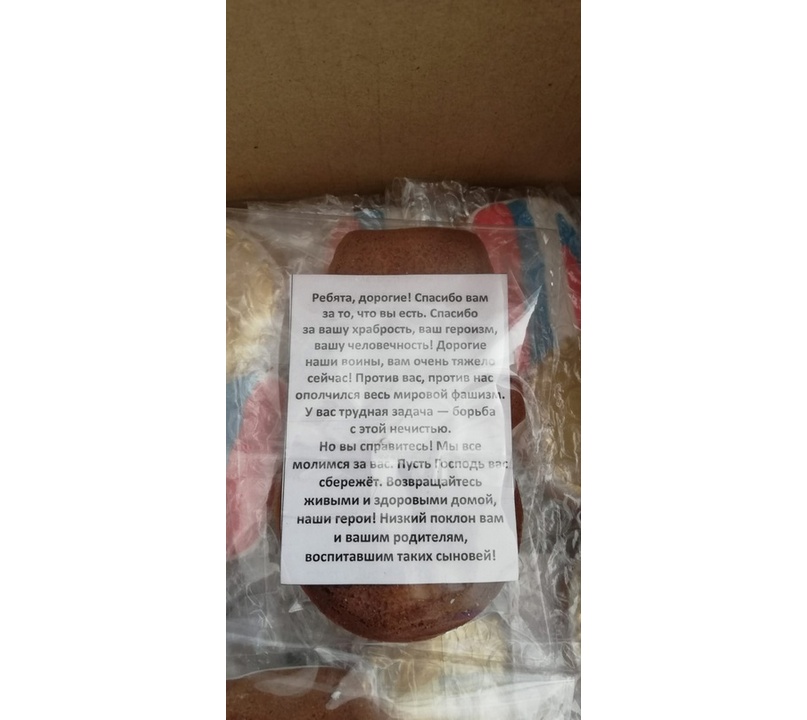 Ребята, дорогие! Спасибо вам
за то, что вы есть. Спасибо
за вашу храбрость, ваш героизм,
вашу человечность! Дорогие
наши воины, вам очень тяжело
сейчас! Против вас, против нас
ополчился весь мировой фашизм.
У вас трудная задача — борьба
с этой нечистью.
Но вы справитесь! Мы все
молимся за вас. Пусть Господь вас
сбережёт. Возвращайтесь
живыми и здоровыми домой,
наши герои! Низкий поклон вам
и вашим родителям,
воспитавшим таких сыновей!